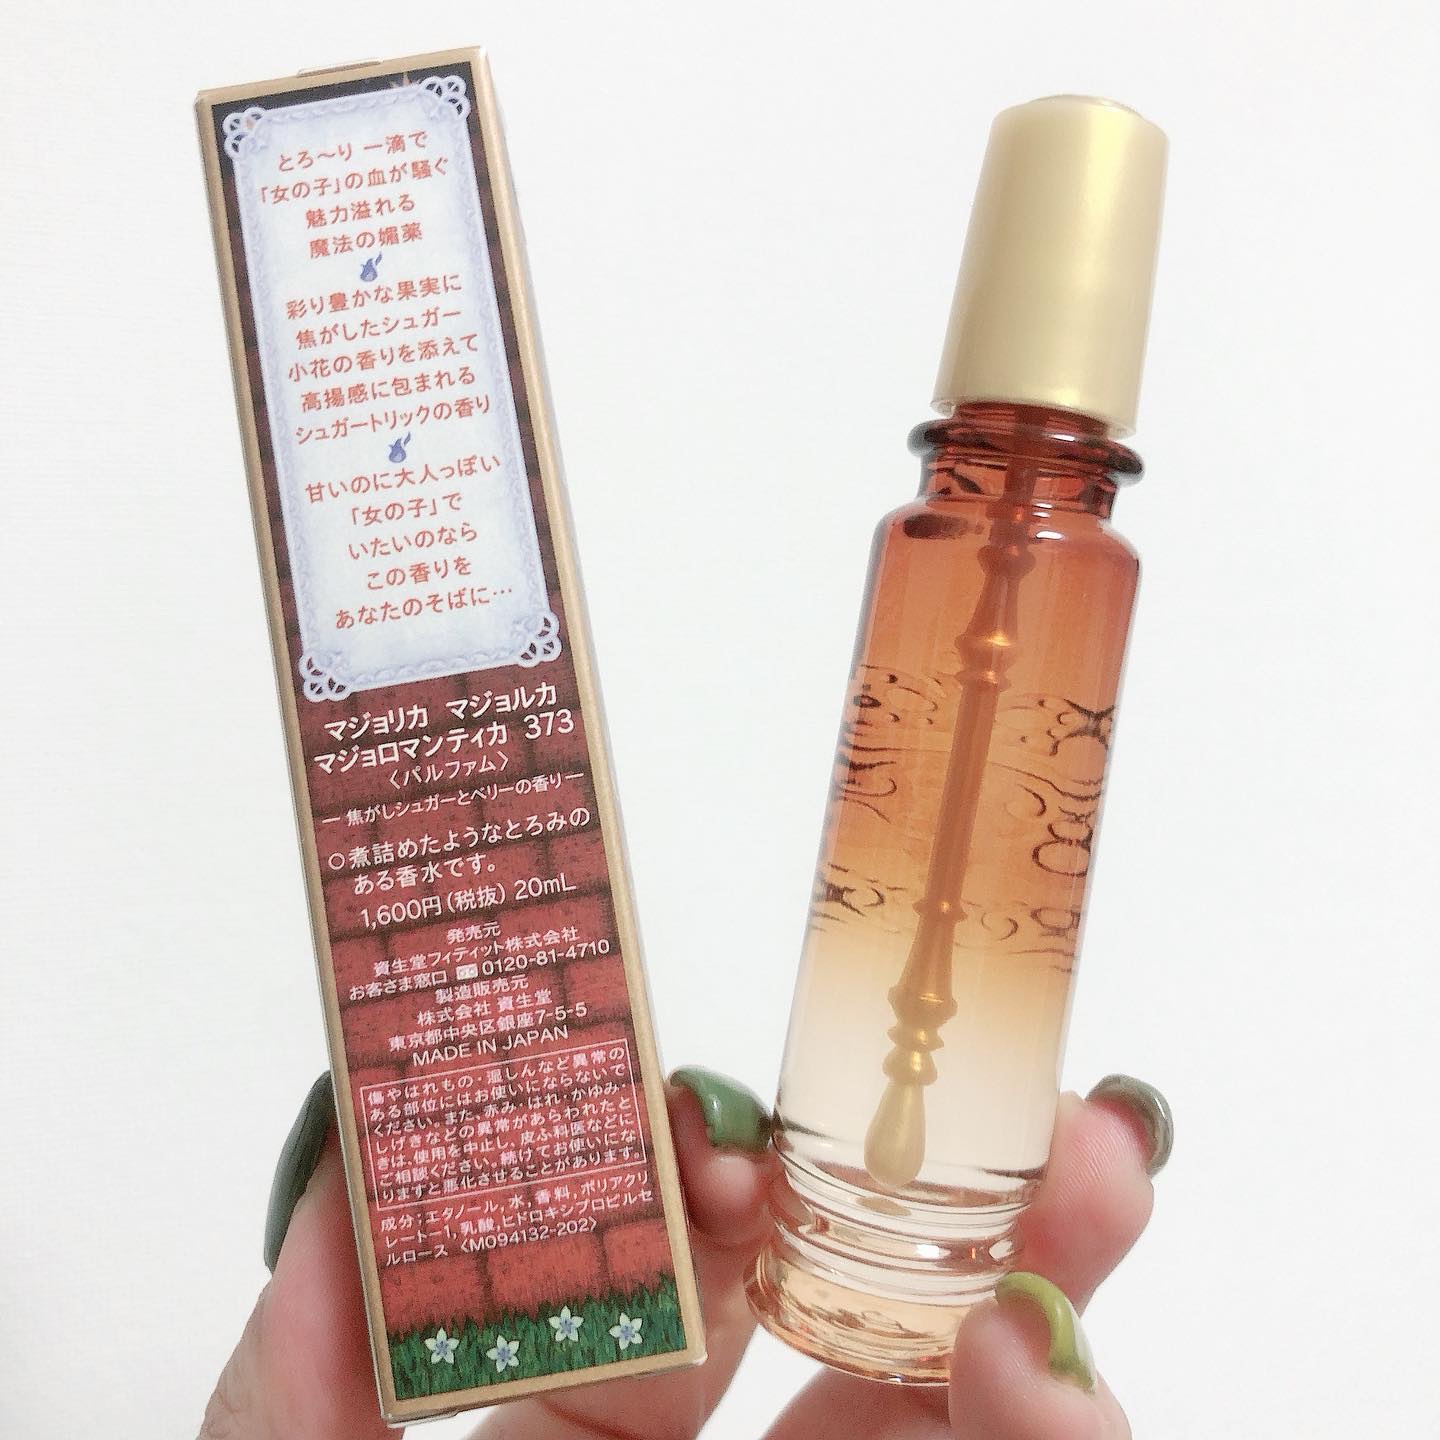 とろ〜り 一滴で
「女の子」の血が騒ぐ
魅力溢れる
魔法の媚薬
彩り豊かな果実に
焦がしたシュガー
小花の香りを添えて
高揚感に包まれる
シュガートリックの香り
甘いのに大人っぽい
「女の子」で
いたいのなら
この香りを
あなたのそばに…
マジョリカ マジョルカ
マジョロマンティカ 373
〈パルファム〉
ー 焦がしシュガーとベリーの香り ー
○煮詰めたようなとろみの
ある香水です。
1,600円(税抜) 20mL
発売元
資生堂フィティット株式会社
お客さま窓口 0120-81-4710
製造販売元
株式会社 資生堂
東京都中央区銀座7-5-5
MADE IN JAPAN
傷やはれもの・湿しんなど異常の
ある部位にはお使いにならないで
ください。また、赤み・はれ・かゆみ・
しげきなどの異常があらわれたと
きは、使用を中止し、皮ふ科医などに
ご相談ください。続けてお使いにな
りますと悪化させることがあります。
成分;エタノール,水,香料,ポリアクリ
レートー1,乳酸,ヒドロキシプロピルセ
ルロース 〈M094132-202〉